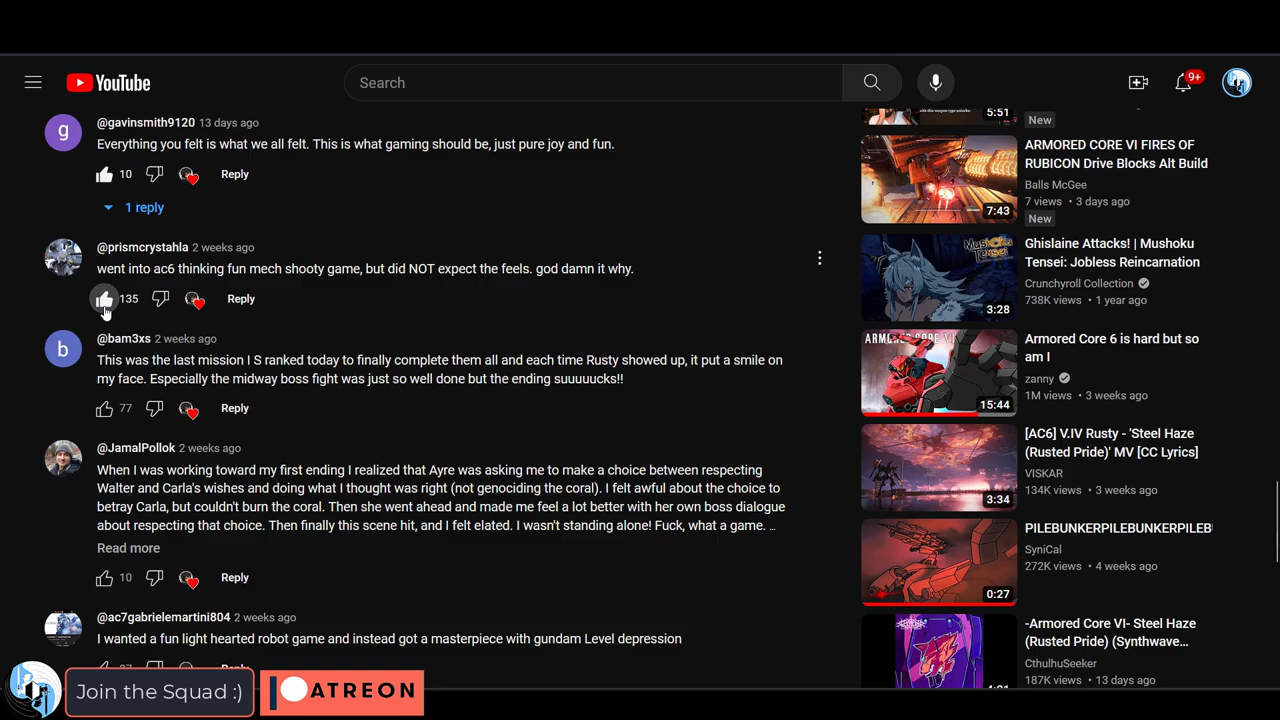 YouTube
Search
9+
@gavinsmith9120 13 days ago
Everything you felt is what we all felt. This is what gaming should be, just pure joy and fun.
10 Reply
1 reply
@prismcrystahla 2 weeks ago
went into ac6 thinking fun mech shooty game, but did NOT expect the feels. god damn it why.
135 Reply
@bam3xs 2 weeks ago
This was the last mission I S ranked today to finally complete them all and each time Rusty showed up, it put a smile on
my face. Especially the midway boss fight was just so well done but the ending suuuucks!!
77 Reply
@JamalPollok 2 weeks ago
When I was working toward my first ending I realized that Ayre was asking me to make a choice between respecting
Walter and Carla's wishes and doing what I thought was right (not genociding the coral). I felt awful about the choice to
betray Carla, but couldn't burn the coral. Then she went ahead and made me feel a lot better with her own boss dialogue
about respecting that choice. Then finally this scene hit, and I felt elated. I wasn't standing alone! Fuck, what a game. ...
Read more
10 Reply
@ac7gabrielemartini804 2 weeks ago
I wanted a fun light hearted robot game and instead got a masterpiece with gundam Level depression
Join the Squad :)
PATREON
5:51
New
ARMORED CORE VI FIRES OF
RUBICON Drive Blocks Alt Build
Balls McGee
7 views • 3 days ago
New
7:43
Ghislaine Attacks! | Mushoku
Tensei: Jobless Reincarnation
Crunchyroll Collection
738K views • 1 year ago
Mushoku Tensei
3:28
Armored Core 6 is hard but so
am I
zanny
1M views • 3 weeks ago
15:44
[AC6] V.IV Rusty - 'Steel Haze
(Rusted Pride)' MV [CC Lyrics]
VISKAR
134K views • 3 weeks ago
3:34
PILEBUNKERPILEBUNKERPILEB
SyniCal
272K views • 4 weeks ago
0:27
-Armored Core VI- Steel Haze
(Rusted Pride) (Synthwave...
CthulhuSeeker
187K views • 13 days ago